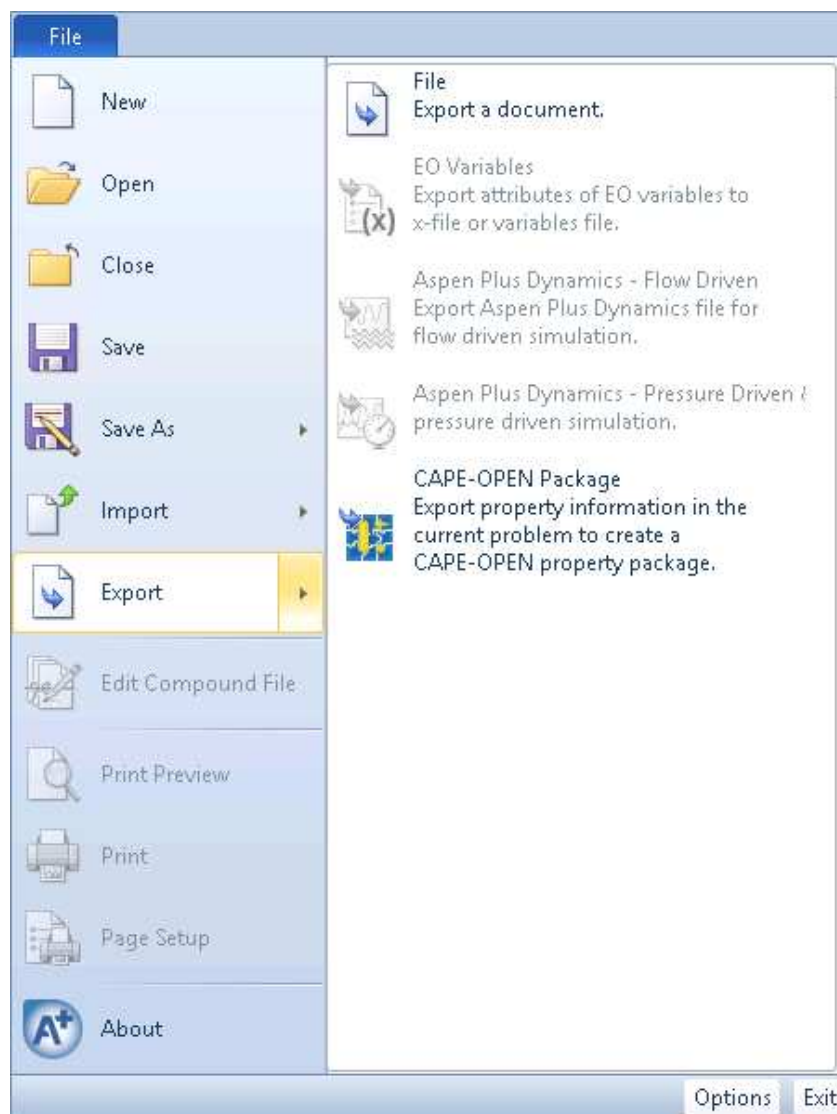 File
New
Open
Close
Save
Save As
Import
Export
Edit Compound File
Print Preview
Print
Page Setup
About
File
Export a document.
EO Variables
Export attributes of EO variables to
x-file or variables file.
Aspen Plus Dynamics - Flow Driven
Export Aspen Plus Dynamics file for
flow driven simulation.
Aspen Plus Dynamics - Pressure Driven
pressure driven simulation.
CAPE-OPEN Package
Export property information in the
current problem to create a
CAPE-OPEN property package.
Options
Exit